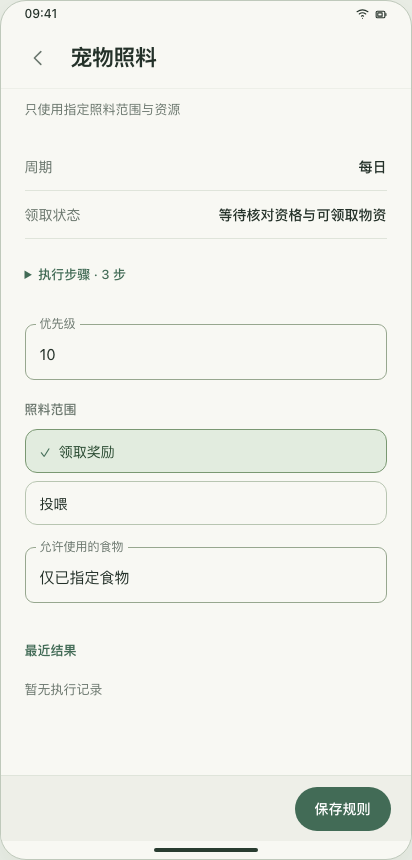 09:41
宠物照料
只使用指定照料范围与资源
周期
每日
领取状态
等待核对资格与可领取物资
执行步骤 · 3 步
优先级
10
照料范围
✓ 领取奖励
投喂
允许使用的食物
仅已指定食物
最近结果
暂无执行记录
保存规则